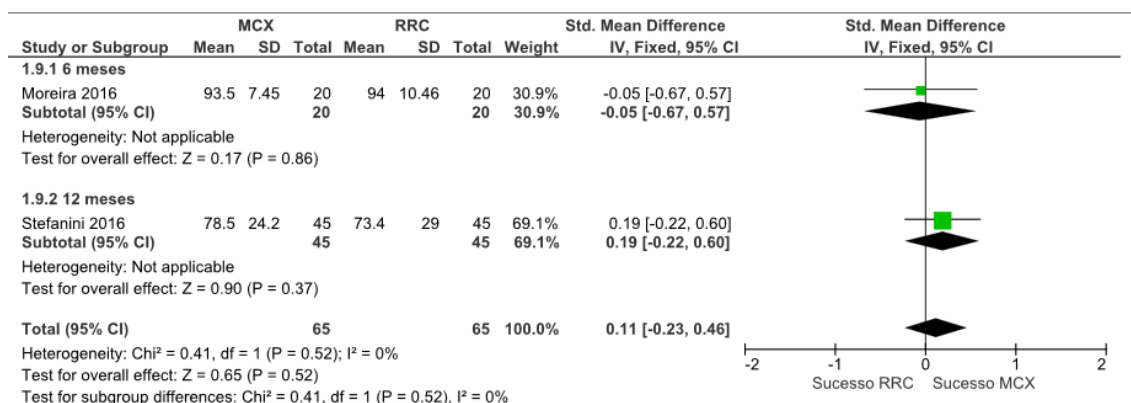 MCX RRC Std. Mean Difference Std. Mean Difference
Study or Subgroup Mean SD Total Mean SD Total Weight IV, Fixed, 95% CI IV, Fixed, 95% CI
1.9.1 6 meses
Moreira 2016 93.5 7.45 20 94 10.46 20 30.9% -0.05 [-0.67, 0.57]
Subtotal (95% CI) 20 20 30.9% -0.05 [-0.67, 0.57]
Heterogeneity: Not applicable
Test for overall effect: Z = 0.17 (P = 0.86)
1.9.2 12 meses
Stefanini 2016 78.5 24.2 45 73.4 29 45 69.1% 0.19 [-0.22, 0.60]
Subtotal (95% CI) 45 45 69.1% 0.19 [-0.22, 0.60]
Heterogeneity: Not applicable
Test for overall effect: Z = 0.90 (P = 0.37)
Total (95% CI) 65 65 100.0% 0.11 [-0.23, 0.46]
Heterogeneity: Chi² = 0.41, df = 1 (P = 0.52); I² = 0%
Test for overall effect: Z = 0.65 (P = 0.52)
Test for subgroup differences: Chi² = 0.41, df = 1 (P = 0.52), I² = 0%
-2 -1 0 1 2
Sucesso RRC Sucesso MCX